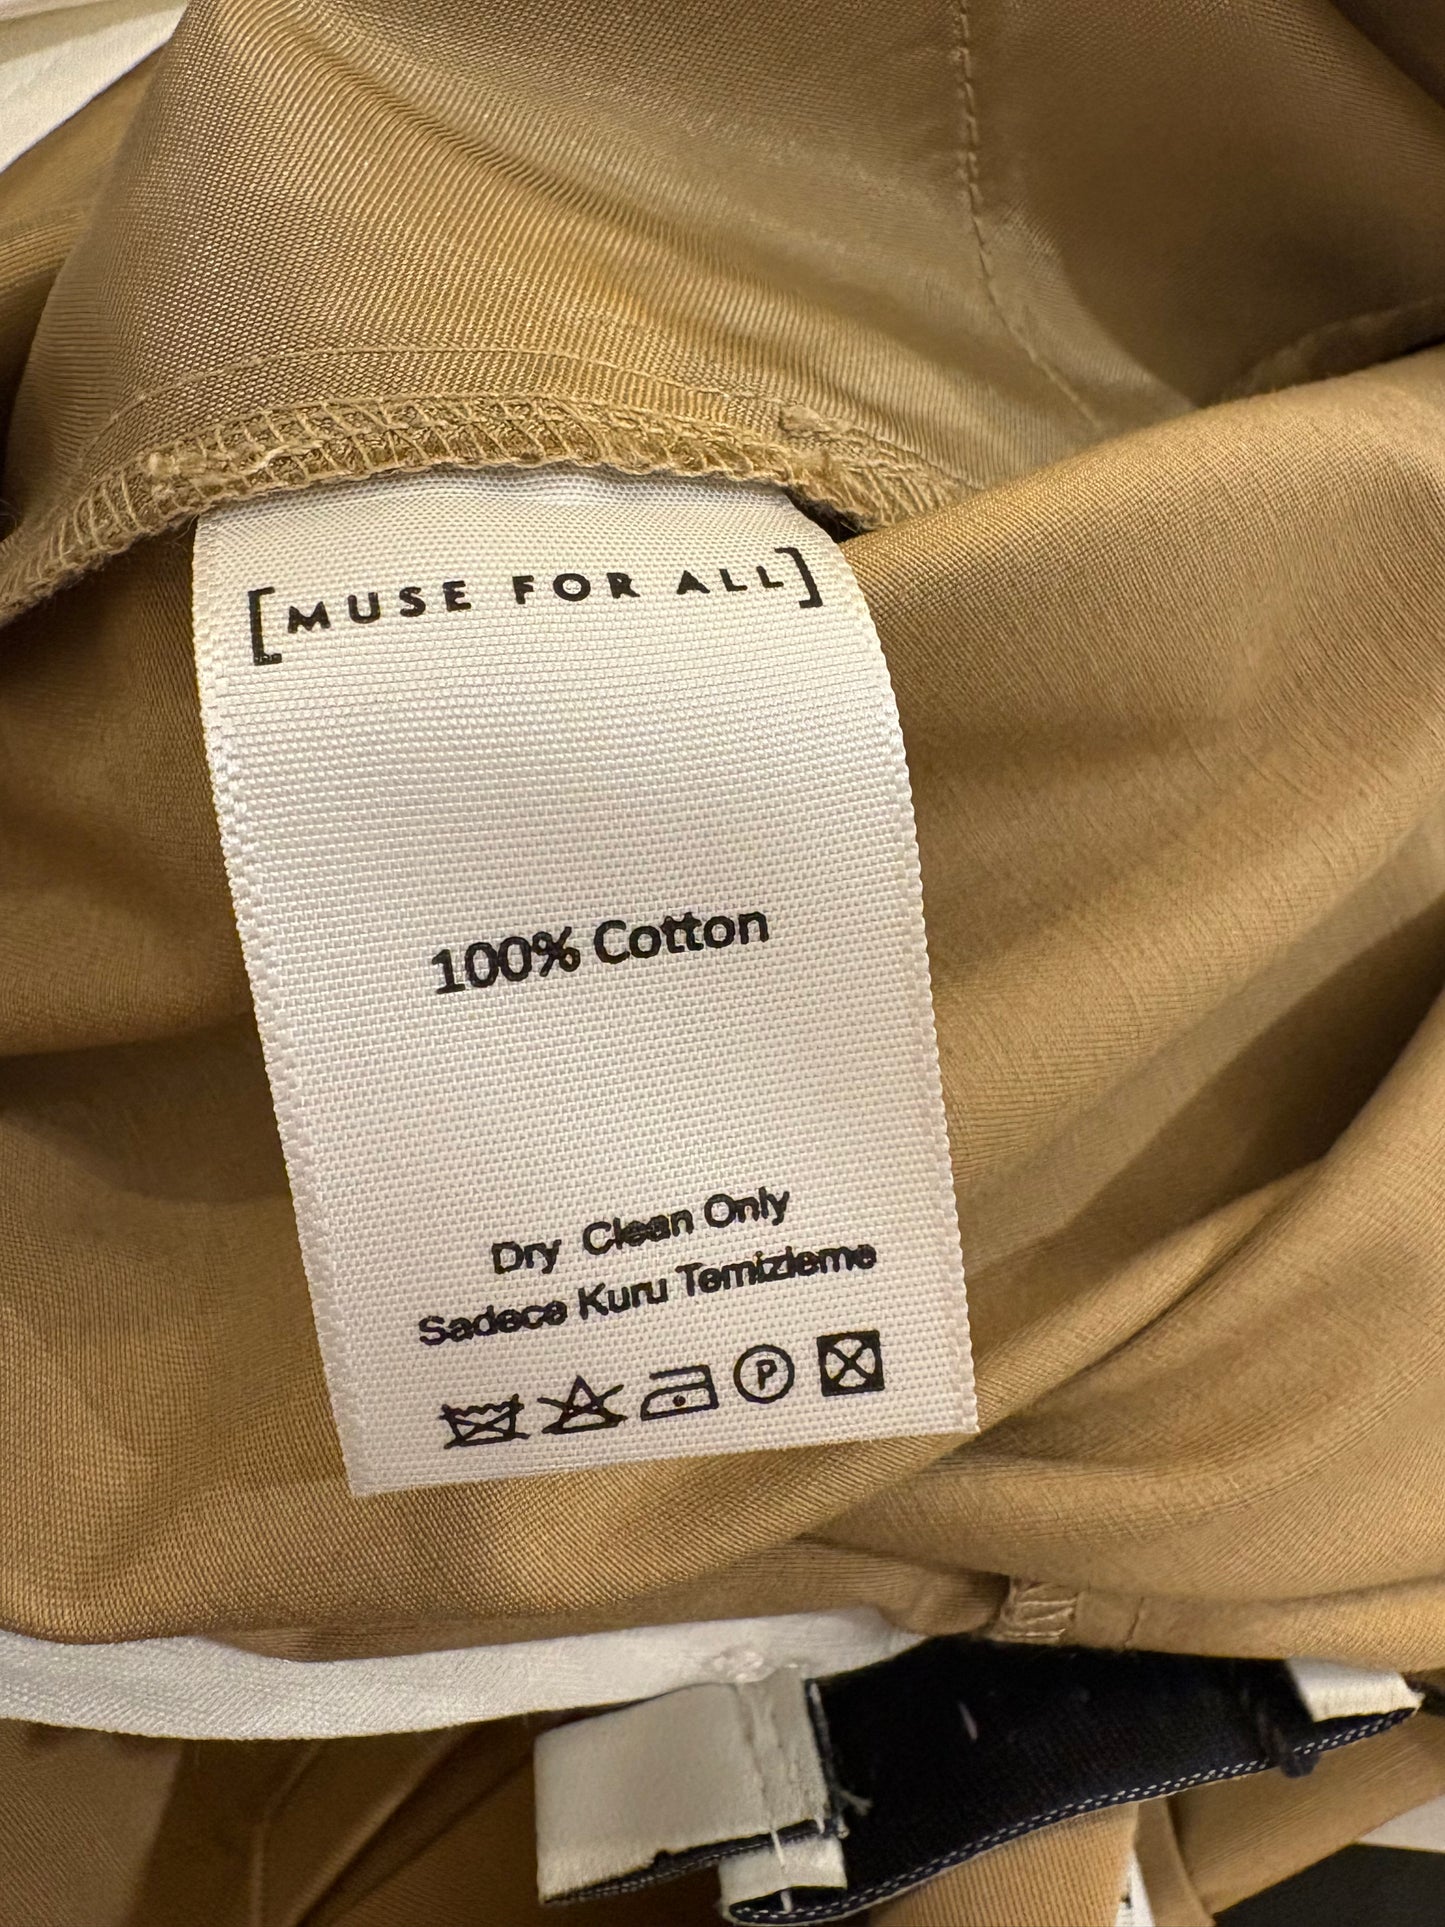 [MUSE FOR ALL]
100% Cotton
Dry Clean Only
Sadece Kuru Temizleme
P